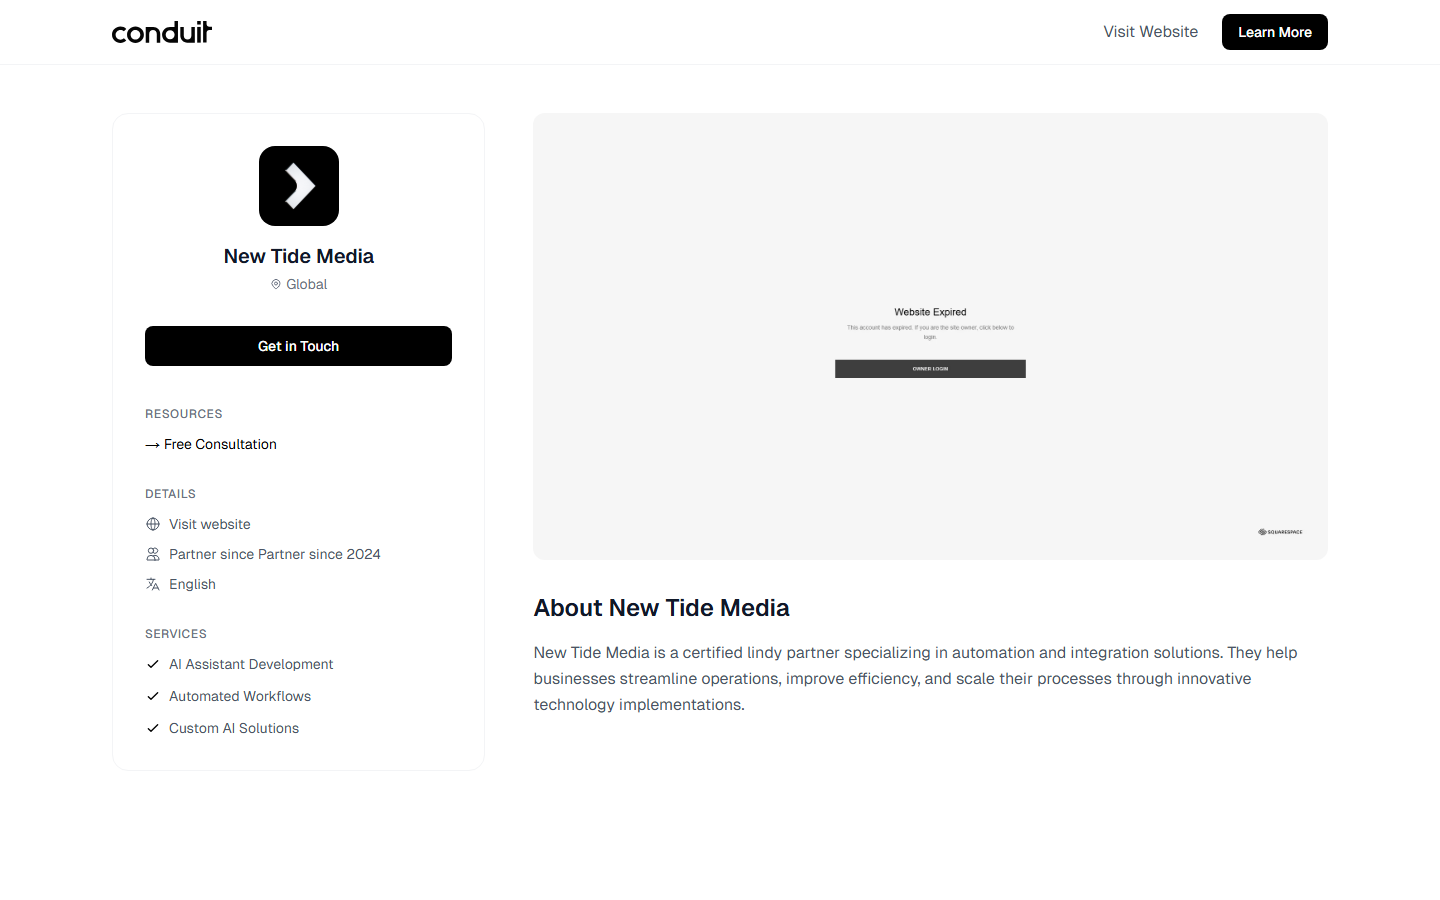 conduit
Visit Website
Learn More
New Tide Media
Global
Get in Touch
RESOURCES
→ Free Consultation
DETAILS
Visit website
Partner since Partner since 2024
English
SERVICES
AI Assistant Development
Automated Workflows
Custom AI Solutions
Website Expired
This account has expired. If you are the site owner, click below to
login.
OWNER LOGIN
SQUARESPACE
About New Tide Media
New Tide Media is a certified lindy partner specializing in automation and integration solutions. They help
businesses streamline operations, improve efficiency, and scale their processes through innovative
technology implementations.